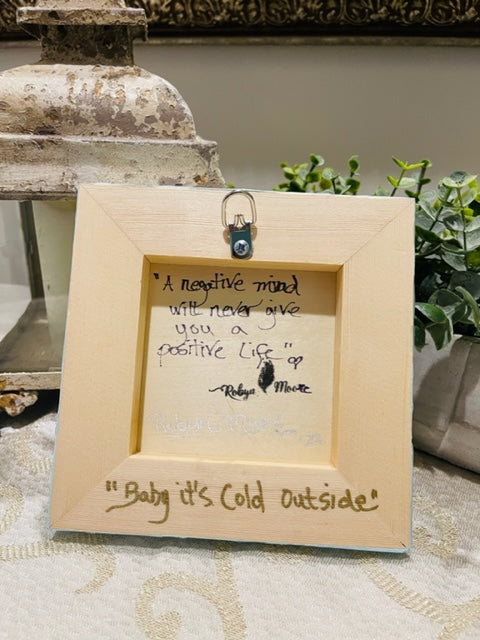 "A negative mind
will never give
you a
positive life"
~Robyn Moore
"Baby it's Cold Outside"